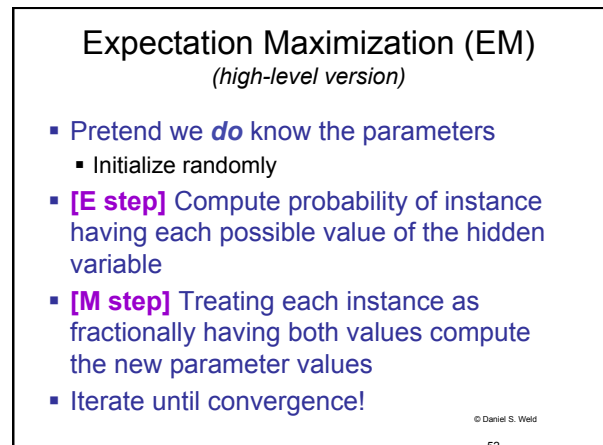 Expectation Maximization (EM)
(high-level version)
▪ Pretend we do know the parameters
▪ Initialize randomly
▪ [E step] Compute probability of instance
having each possible value of the hidden
variable
▪ [M step] Treating each instance as
fractionally having both values compute
the new parameter values
▪ Iterate until convergence!
© Daniel S. Weld